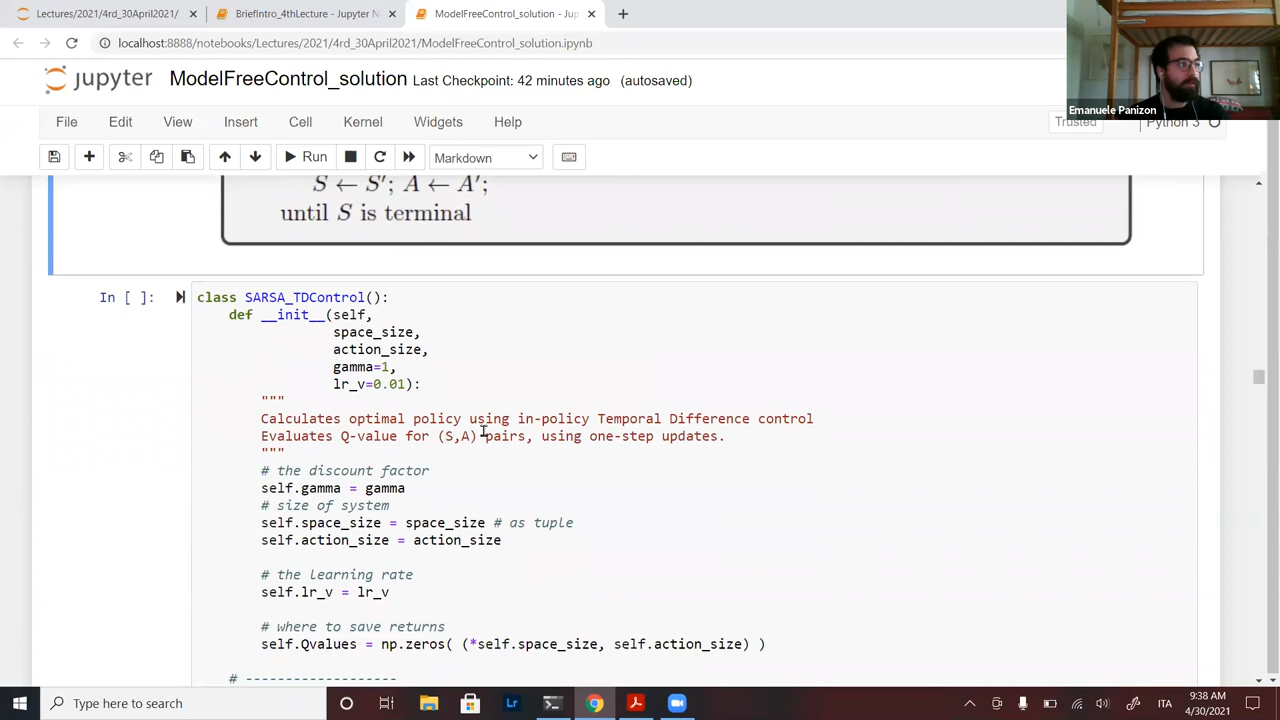 Lectures/2021/4rd_30April2021/
BriefIntro_4thLecture - Jupyter N
ModelFreeControl_solution - Jup
localhost:8888/notebooks/Lectures/2021/4rd_30April2021/ModelFreeControl_solution.ipynb
jupyter ModelFreeControl_solution Last Checkpoint: 42 minutes ago (autosaved)
Emanuele Panizon
File Edit View Insert Cell Kernel Widgets Help
Trusted Python 3
Run Markdown
S ← S′; A ← A′;
until S is terminal
In [ ]:
class SARSA_TDControl():
def __init__(self,
space_size,
action_size,
gamma=1,
lr_v=0.01):
"""
Calculates optimal policy using in-policy Temporal Difference control
Evaluates Q-value for (S,A) pairs, using one-step updates.
"""
# the discount factor
self.gamma = gamma
# size of system
self.space_size = space_size # as tuple
self.action_size = action_size
# the learning rate
self.lr_v = lr_v
# where to save returns
self.Qvalues = np.zeros( (*self.space_size, self.action_size) )
# -------------------
Type here to search
ITA
9:38 AM
4/30/2021